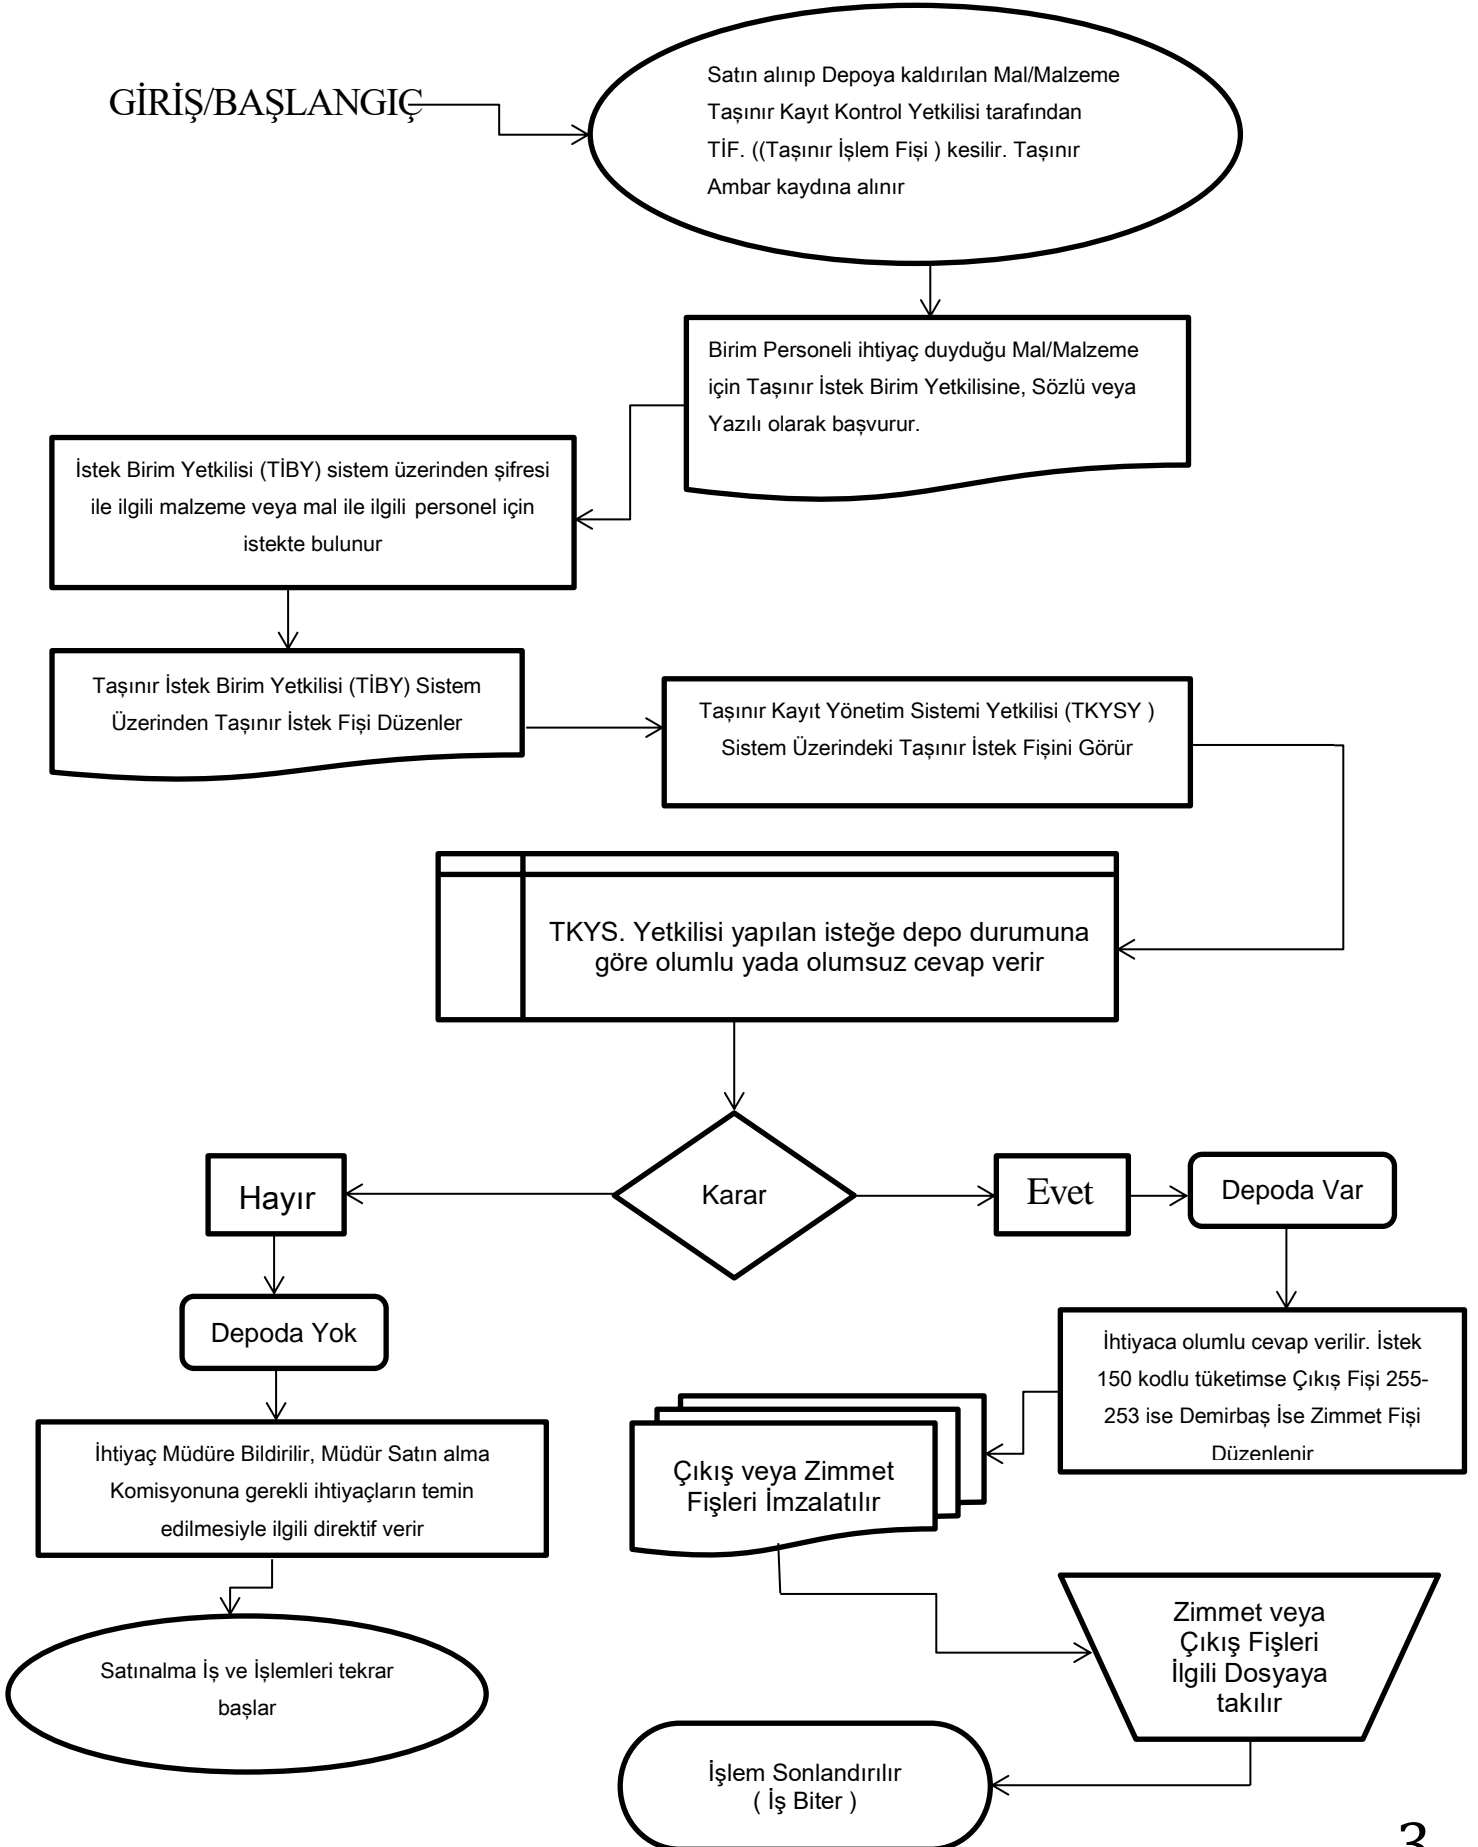 GİRİŞ/BAŞLANGIÇ
Satın alınıp Depoya kaldırılan Mal/Malzeme
Taşınır Kayıt Kontrol Yetkilisi tarafından
TİF. ((Taşınır İşlem Fişi ) kesilir. Taşınır
Ambar kaydına alınır
Birim Personeli ihtiyaç duyduğu Mal/Malzeme
için Taşınır İstek Birim Yetkilisine, Sözlü veya
Yazılı olarak başvurur.
İstek Birim Yetkilisi (TİBY) sistem üzerinden şifresi
ile ilgili malzeme veya mal ile ilgili personel için
istekte bulunur
Taşınır İstek Birim Yetkilisi (TİBY) Sistem
Üzerinden Taşınır İstek Fişi Düzenler
Taşınır Kayıt Yönetim Sistemi Yetkilisi (TKYSY )
Sistem Üzerindeki Taşınır İstek Fişini Görür
TKYS. Yetkilisi yapılan isteğe depo durumuna
göre olumlu yada olumsuz cevap verir
Karar
Hayır
Evet
Depoda Var
Depoda Yok
İhtiyaca olumlu cevap verilir. İstek
150 kodlu tüketimse Çıkış Fişi 255-
253 ise Demirbaş İse Zimmet Fişi
Düzenlenir
İhtiyaç Müdüre Bildirilir, Müdür Satın alma
Komisyonuna gerekli ihtiyaçların temin
edilmesiyle ilgili direktif verir
Çıkış veya Zimmet
Fişleri İmzalatılır
Satınalma İş ve İşlemleri tekrar
başlar
Zimmet veya
Çıkış Fişleri
İlgili Dosyaya
takılır
İşlem Sonlandırılır
( İş Biter )
3